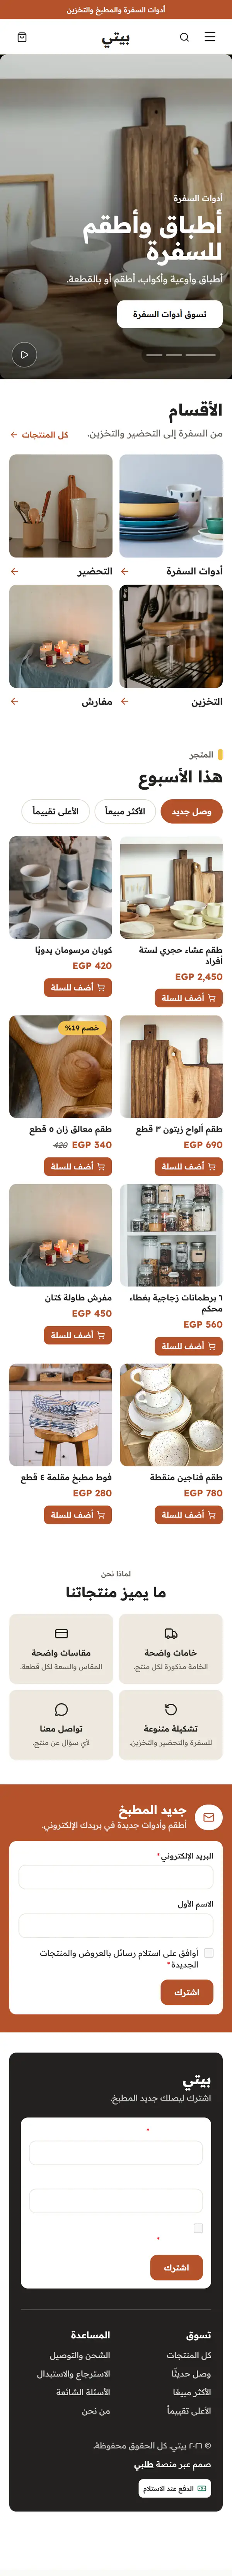 أدوات السفرة والمطبخ والتخزين
بيتي
أدوات السفرة
أطباق وأطقم
للسفرة
أطباق وأوعية وأكواب، أطقم أو بالقطعة.
تسوق أدوات السفرة
الأقسام
من السفرة إلى التحضير والتخزين.
كل المنتجات
أدوات السفرة
التحضير
التخزين
مفارش
المتجر
هذا الأسبوع
وصل جديد
الأكثر مبيعاً
الأعلى تقييماً
طقم عشاء حجري لستة
أفراد
EGP 2,450
أضف للسلة
كوبان مرسومان يدويًا
EGP 420
أضف للسلة
طقم ألواح زيتون ٣ قطع
EGP 690
أضف للسلة
خصم 19%
طقم معالق زان ٥ قطع
EGP 340 420
أضف للسلة
٦ برطمانات زجاجية بغطاء
محكم
EGP 560
أضف للسلة
مفرش طاولة كتان
EGP 450
أضف للسلة
طقم فناجين منقطة
EGP 780
أضف للسلة
فوط مطبخ مقلمة ٤ قطع
EGP 280
أضف للسلة
لماذا نحن
ما يميز منتجاتنا
خامات واضحة
الخامة مذكورة لكل منتج.
مقاسات واضحة
المقاس والسعة لكل قطعة.
تشكيلة متنوعة
للسفرة والتحضير والتخزين.
تواصل معنا
لأي سؤال عن منتج.
جديد المطبخ
أطقم وأدوات جديدة في بريدك الإلكتروني.
البريد الإلكتروني *
الاسم الأول
أوافق على استلام رسائل بالعروض والمنتجات
الجديدة *
اشترك
بيتي
اشترك ليصلك جديد المطبخ.
*
*
اشترك
تسوق
كل المنتجات
وصل حديثًا
الأكثر مبيعًا
الأعلى تقييماً
المساعدة
الشحن والتوصيل
الاسترجاع والاستبدال
الأسئلة الشائعة
من نحن
© ٢٠٢٦ بيتي. كل الحقوق محفوظة.
صمم عبر منصة طلبي
الدفع عند الاستلام